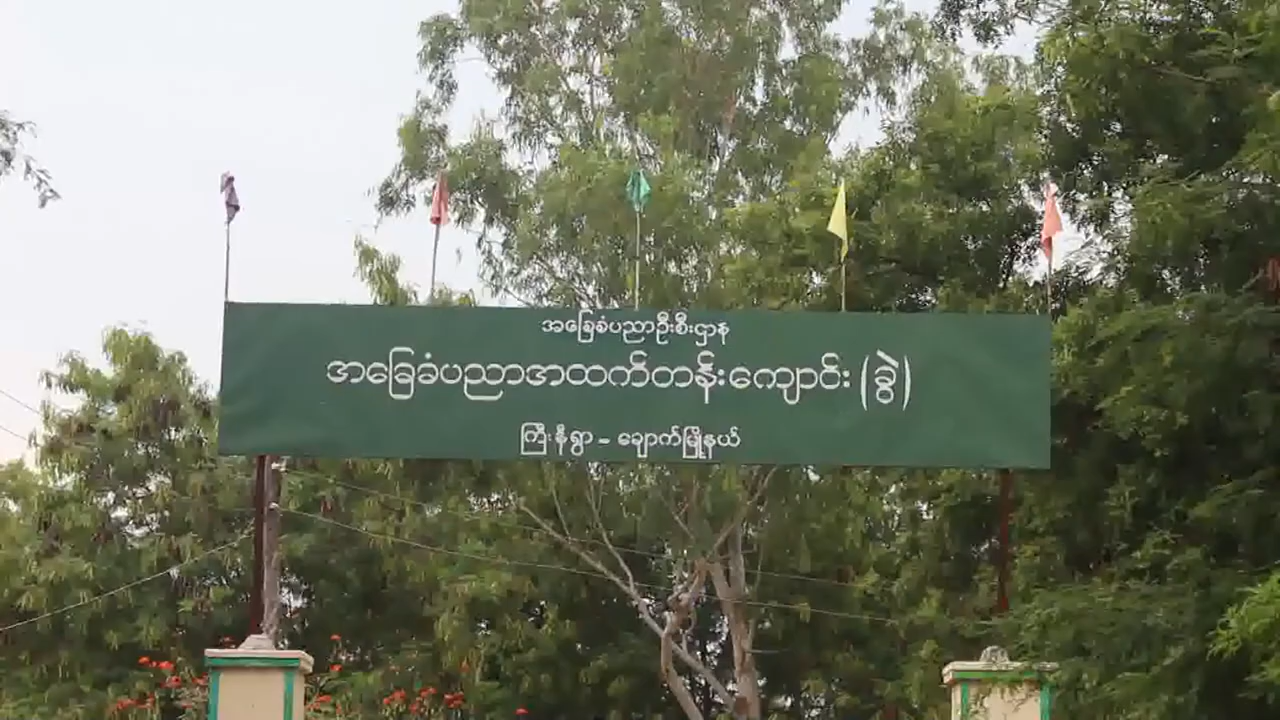 အခြေခံပညာဦးစီးဌာန
အခြေခံပညာအထက်တန်းကျောင်း (ခွဲ)
ကြီးနီရွာ - ချောက်မြို့နယ်